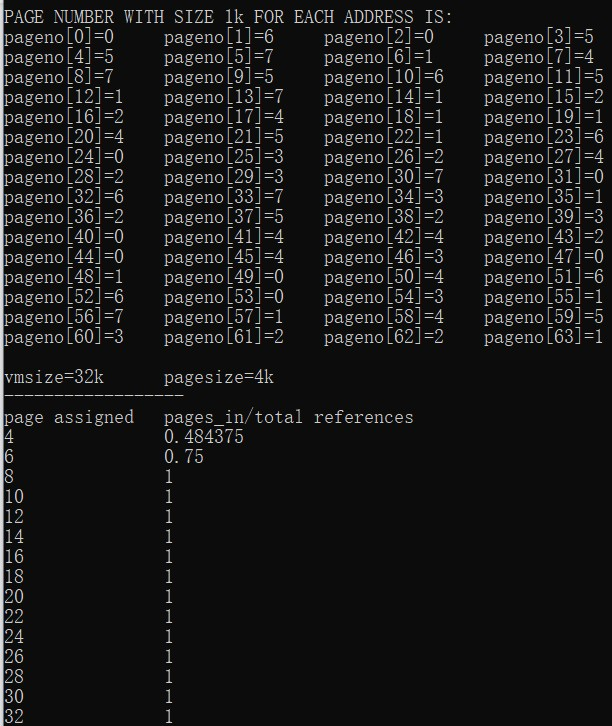 PAGE NUMBER WITH SIZE 1k FOR EACH ADDRESS IS:
pageno[0]=0 pageno[1]=6 pageno[2]=0 pageno[3]=5
pageno[4]=5 pageno[5]=7 pageno[6]=1 pageno[7]=4
pageno[8]=7 pageno[9]=5 pageno[10]=6 pageno[11]=5
pageno[12]=1 pageno[13]=7 pageno[14]=1 pageno[15]=2
pageno[16]=2 pageno[17]=4 pageno[18]=1 pageno[19]=1
pageno[20]=4 pageno[21]=5 pageno[22]=1 pageno[23]=6
pageno[24]=0 pageno[25]=3 pageno[26]=2 pageno[27]=4
pageno[28]=2 pageno[29]=3 pageno[30]=7 pageno[31]=0
pageno[32]=6 pageno[33]=7 pageno[34]=3 pageno[35]=1
pageno[36]=2 pageno[37]=5 pageno[38]=2 pageno[39]=3
pageno[40]=0 pageno[41]=4 pageno[42]=4 pageno[43]=2
pageno[44]=0 pageno[45]=4 pageno[46]=3 pageno[47]=0
pageno[48]=1 pageno[49]=0 pageno[50]=4 pageno[51]=6
pageno[52]=6 pageno[53]=0 pageno[54]=3 pageno[55]=1
pageno[56]=7 pageno[57]=1 pageno[58]=4 pageno[59]=5
pageno[60]=3 pageno[61]=2 pageno[62]=2 pageno[63]=1
vmsize=32k pagesize=4k
------------------
page assigned pages_in/total references
4 0.484375
6 0.75
8 1
10 1
12 1
14 1
16 1
18 1
20 1
22 1
24 1
26 1
28 1
30 1
32 1